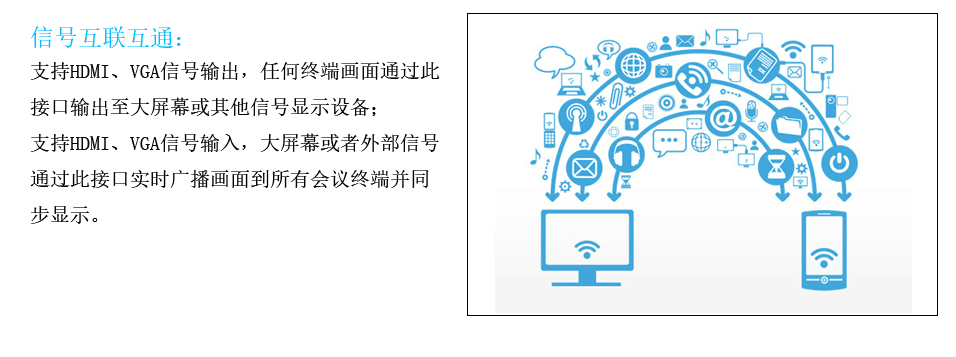 信号互联互通：
支持HDMI、VGA信号输出，任何终端画面通过此
接口输出至大屏幕或其他信号显示设备；
支持HDMI、VGA信号输入，大屏幕或者外部信号
通过此接口实时广播画面到所有会议终端并同
步显示。